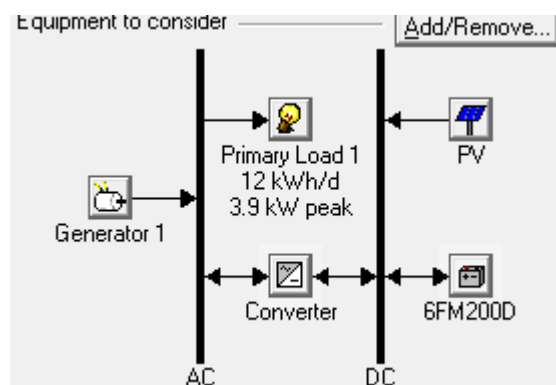 Equipment to consider
Add/Remove...
Primary Load 1
12 kWh/d
3.9 kW peak
PV
Generator 1
Converter
6FM200D
AC
DC